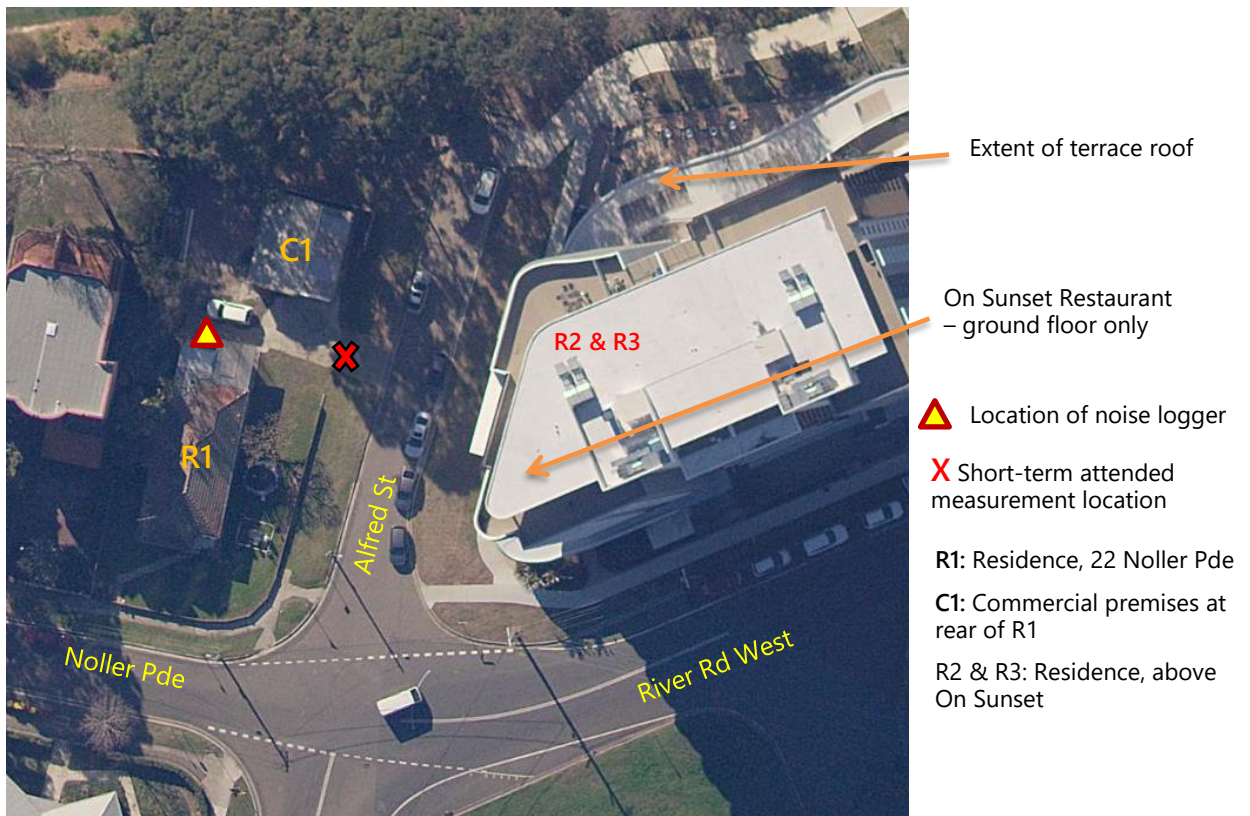 C1
R1
R2 & R3
Alfred St
Noller Pde
River Rd West
Extent of terrace roof
On Sunset Restaurant
– ground floor only
Location of noise logger
X Short-term attended
measurement location
R1: Residence, 22 Noller Pde
C1: Commercial premises at
rear of R1
R2 & R3: Residence, above
On Sunset